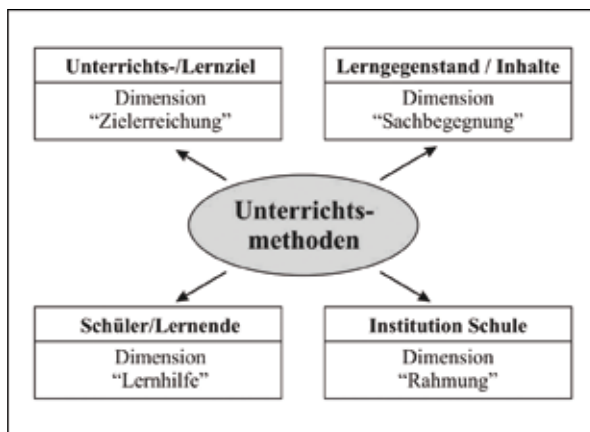 Unterrichts-/Lernziel
Dimension
“Zielerreichung”
Lerngegenstand / Inhalte
Dimension
“Sachbegegnung”
Unterrichts-
methoden
Schüler/Lernende
Dimension
“Lernhilfe”
Institution Schule
Dimension
“Rahmung”